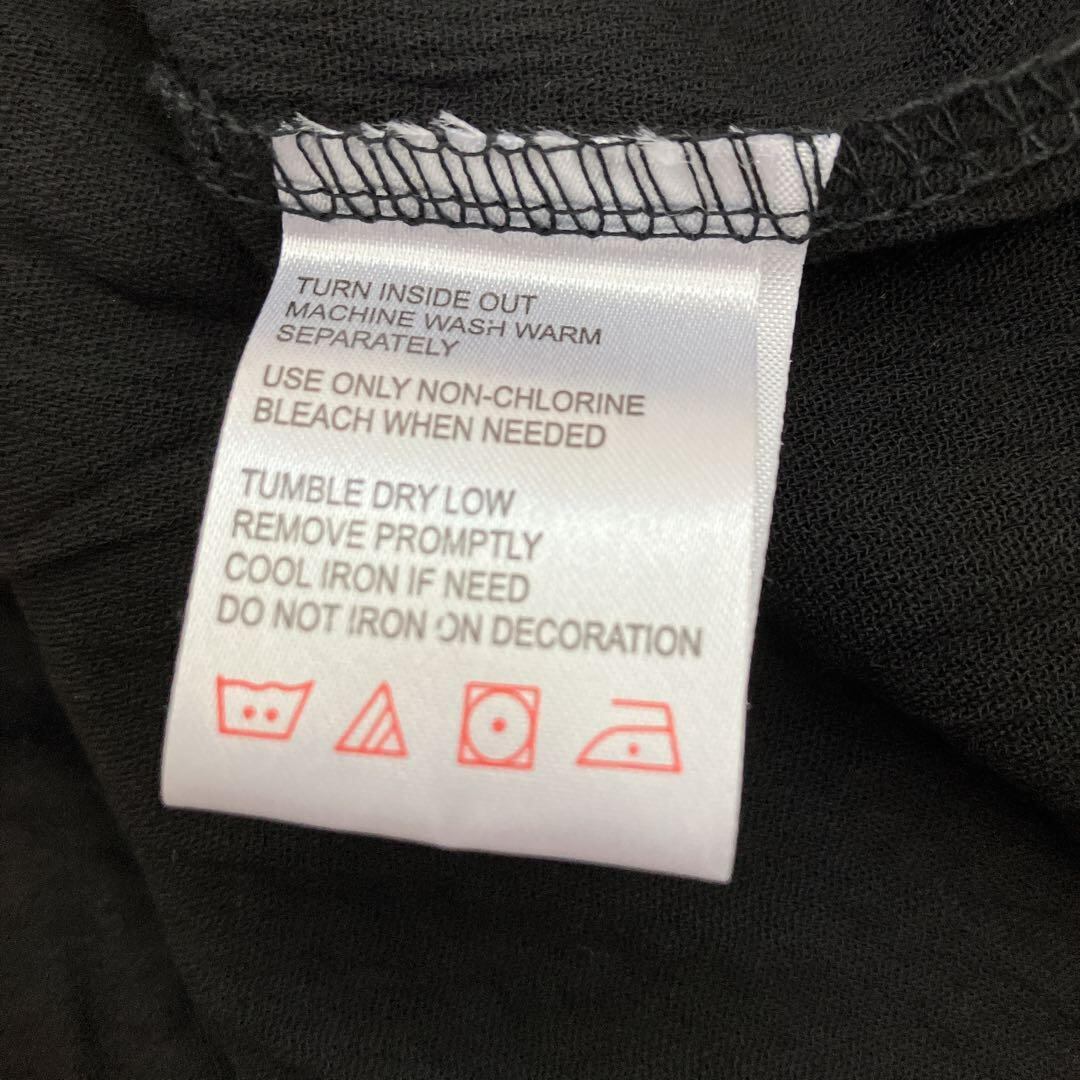 TURN INSIDE OUT
MACHINE WASH WARM
SEPARATELY
USE ONLY NON-CHLORINE
BLEACH WHEN NEEDED
TUMBLE DRY LOW
REMOVE PROMPTLY
COOL IRON IF NEED
DO NOT IRON ON DECORATION